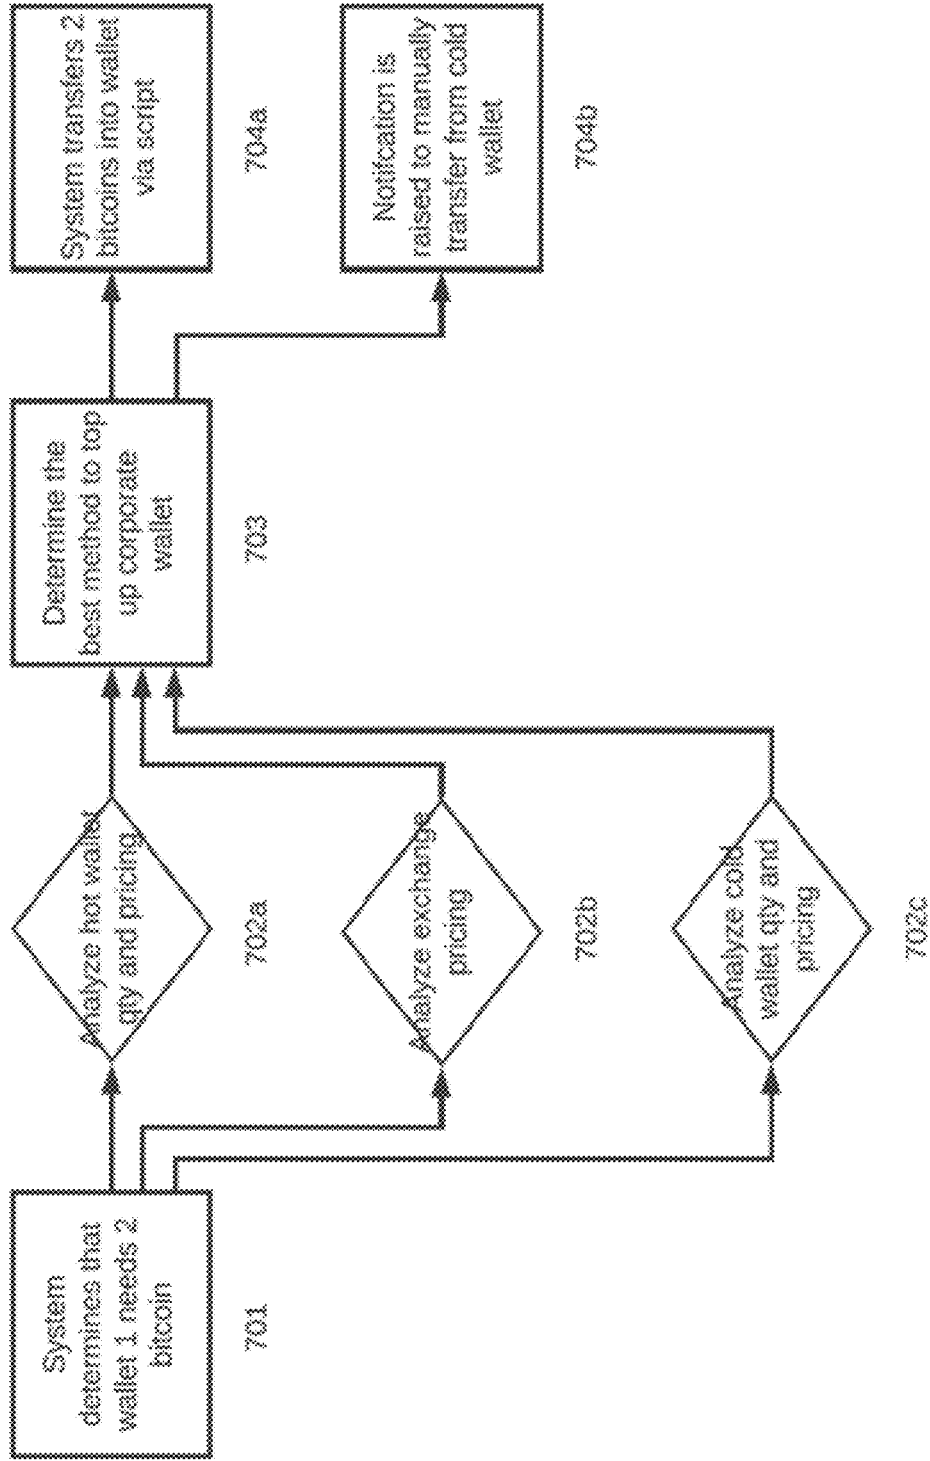 System
determines that
wallet 1 needs 2
bitcoin
701
Analyze hot wallet
qty and pricing
702a
Analyze exchange
pricing
702b
Analyze cold
wallet qty and
pricing
702c
Determine the
best method to top
up corporate
wallet
703
System transfers 2
bitcoins into wallet
via script
704a
Notifcation is
raised to manually
transfer from cold
wallet
704b